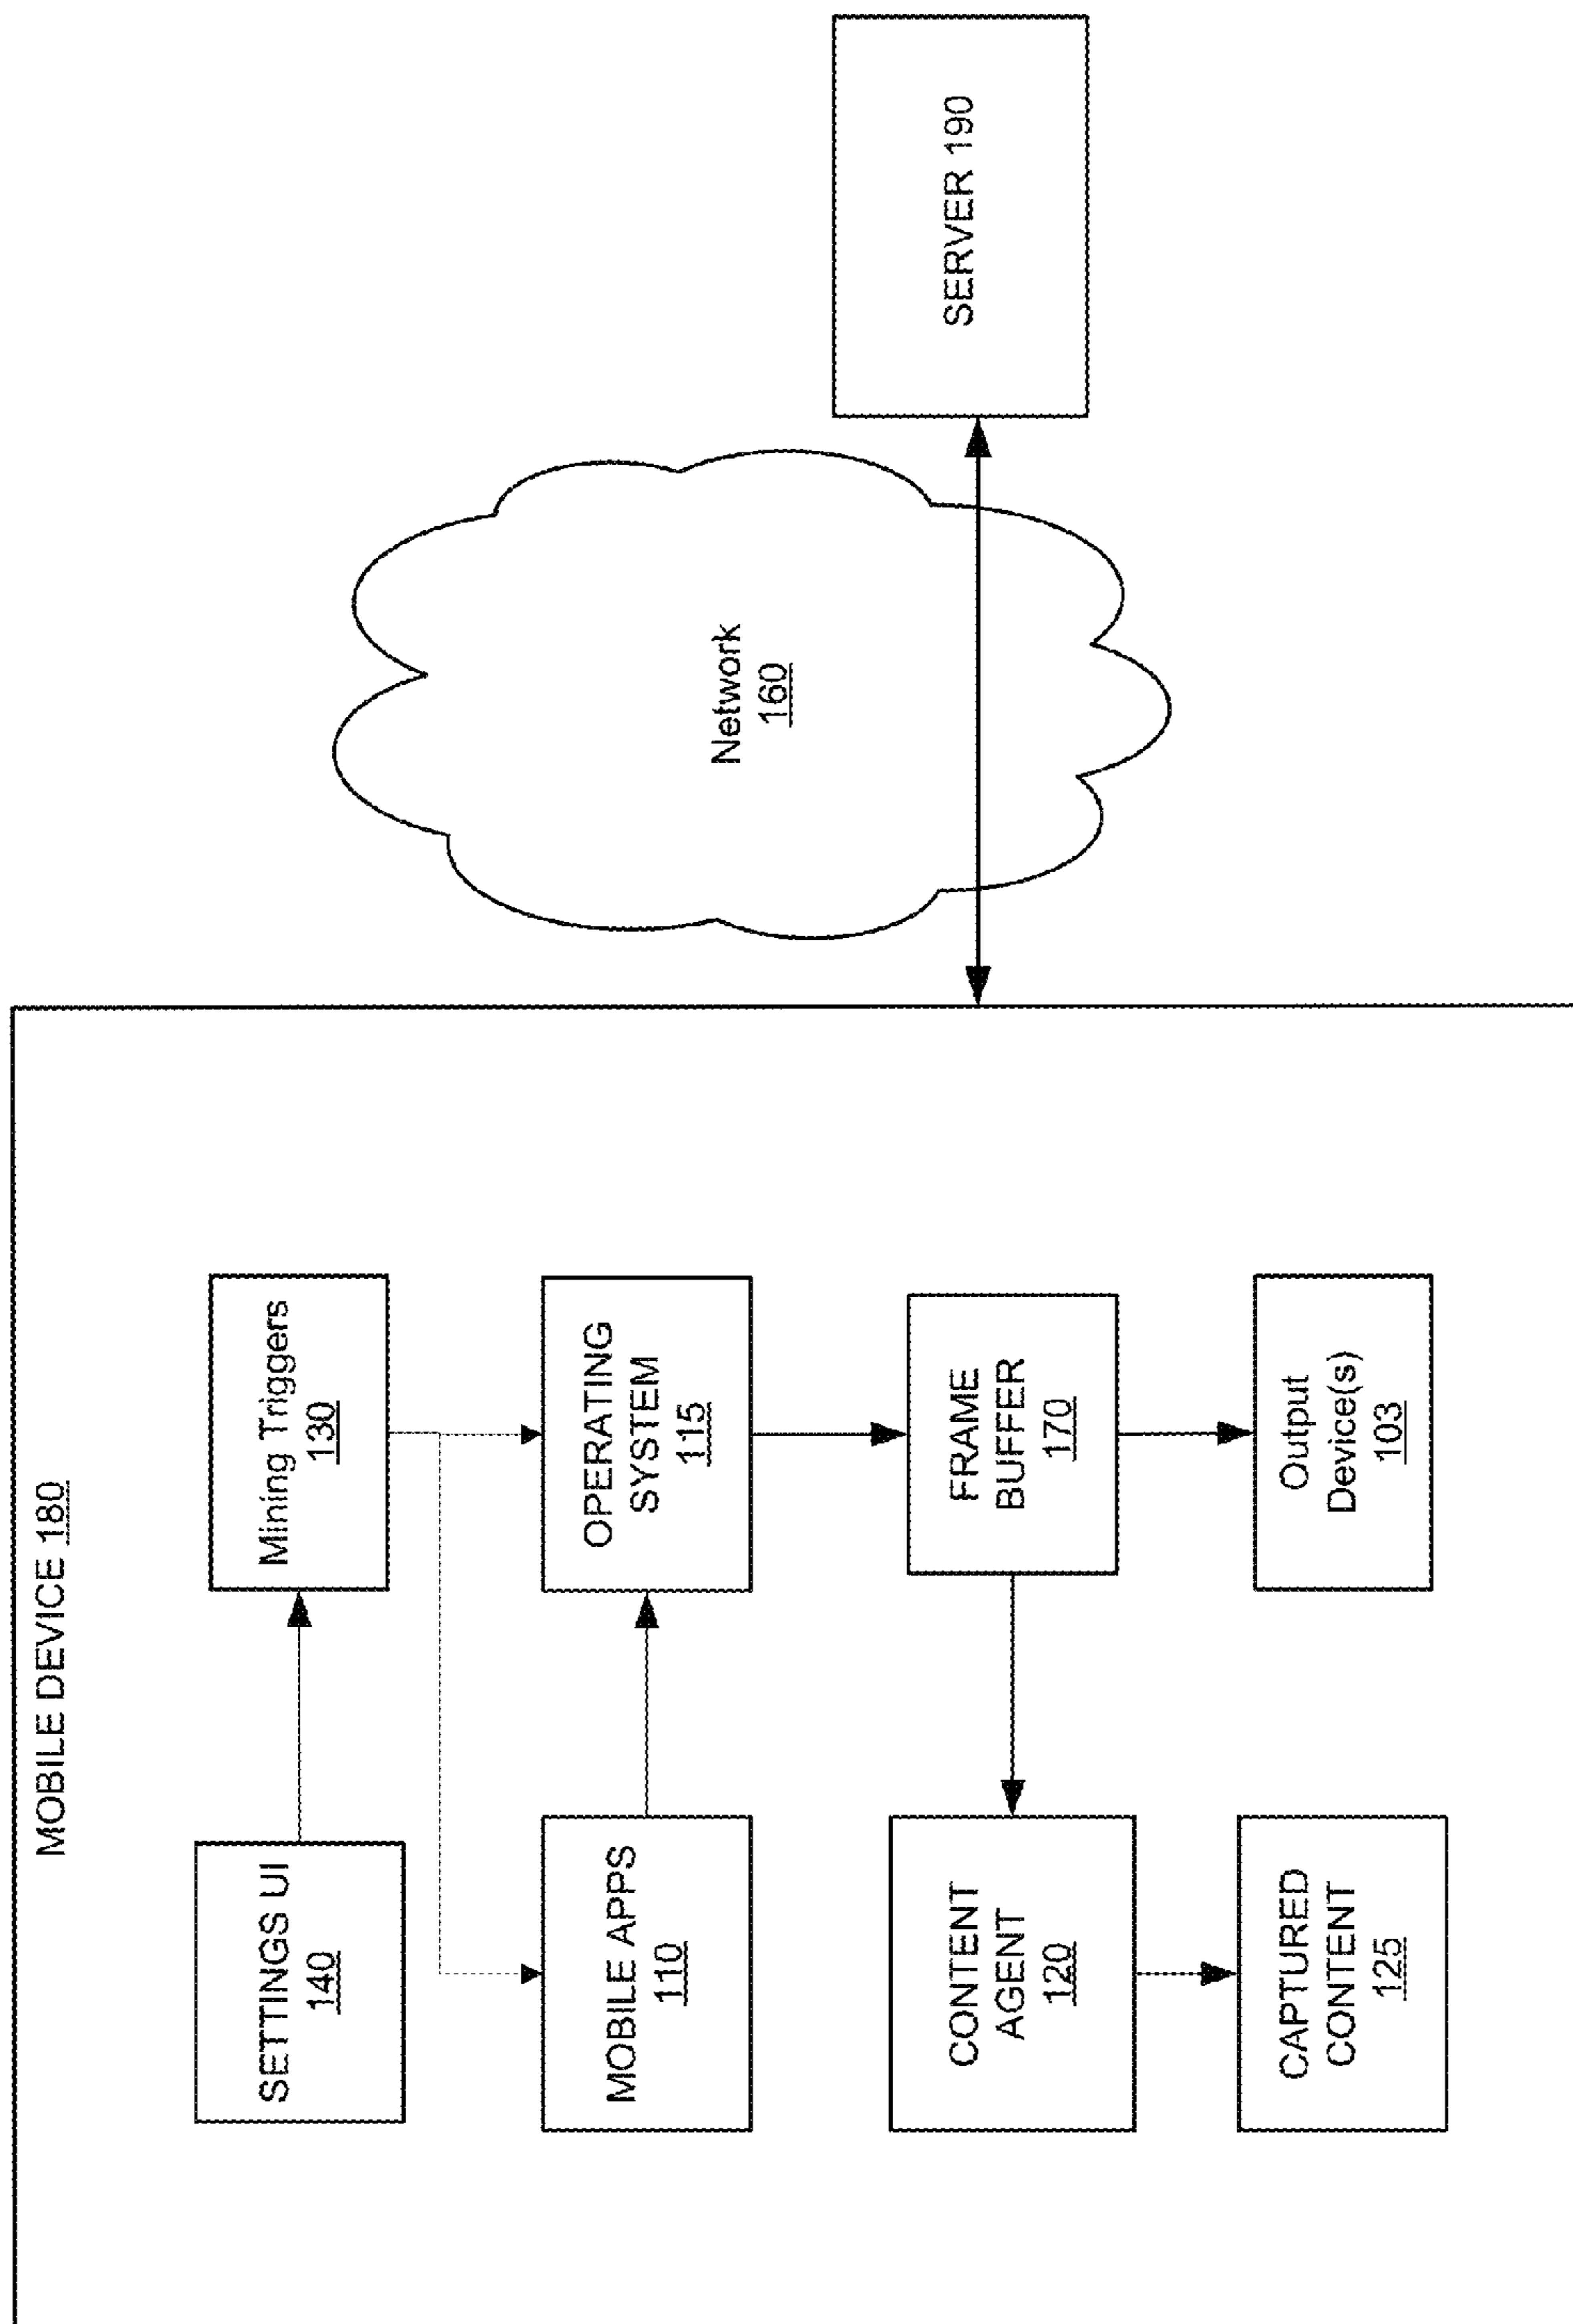 MOBILE DEVICE 180
SETTINGS UI
140
Mining Triggers
130
MOBILE APPS
110
OPERATING
SYSTEM
115
CONTENT
AGENT
120
FRAME
BUFFER
170
CAPTURED
CONTENT
125
Output
Device(s)
103
Network
160
SERVER 190